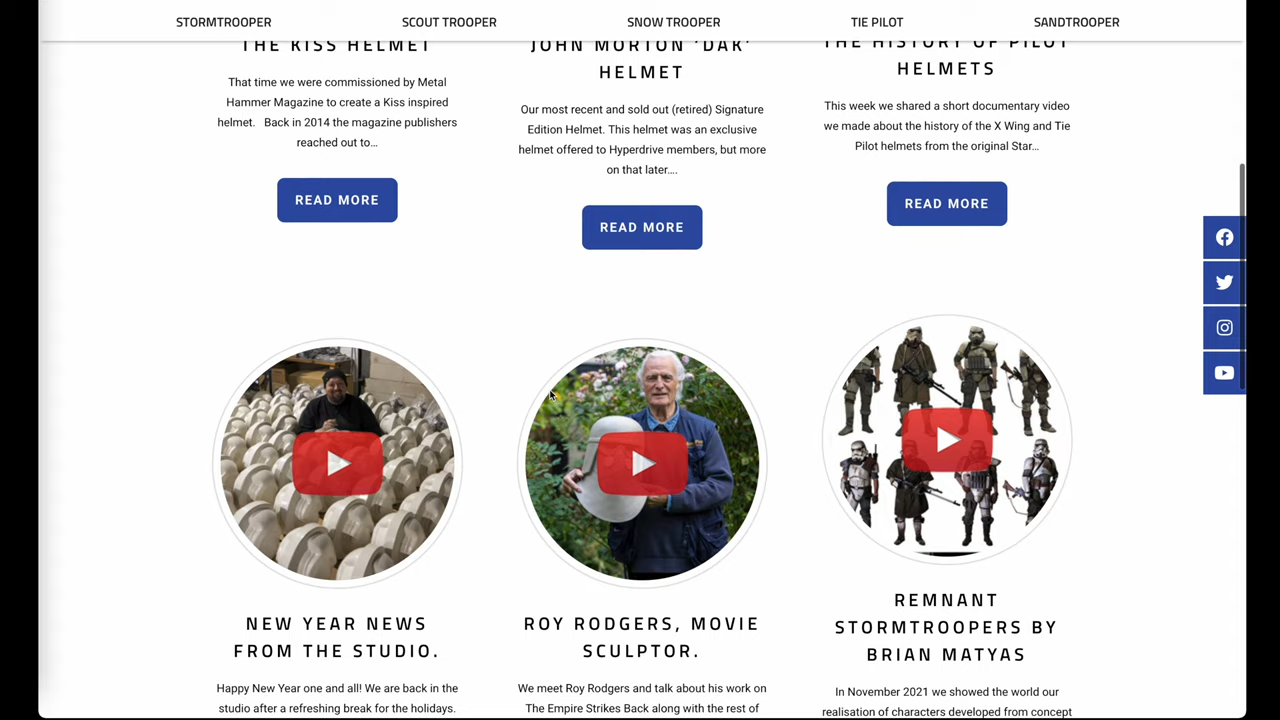 STORMTROOPER
SCOUT TROOPER
SNOW TROOPER
TIE PILOT
SANDTROOPER
THE KISS HELMET
That time we were commissioned by Metal
Hammer Magazine to create a Kiss inspired
helmet. Back in 2014 the magazine publishers
reached out to…
READ MORE
JOHN MORTON ‘DAK’
HELMET
Our most recent and sold out (retired) Signature
Edition Helmet. This helmet was an exclusive
helmet offered to Hyperdrive members, but more
on that later….
READ MORE
THE HISTORY OF PILOT
HELMETS
This week we shared a short documentary video
we made about the history of the X Wing and Tie
Pilot helmets from the original Star…
READ MORE
NEW YEAR NEWS
FROM THE STUDIO.
Happy New Year one and all! We are back in the
studio after a refreshing break for the holidays.
ROY RODGERS, MOVIE
SCULPTOR.
We meet Roy Rodgers and talk about his work on
The Empire Strikes Back along with the rest of
REMNANT
STORMTROOPERS BY
BRIAN MATYAS
In November 2021 we showed the world our
realisation of characters developed from concept